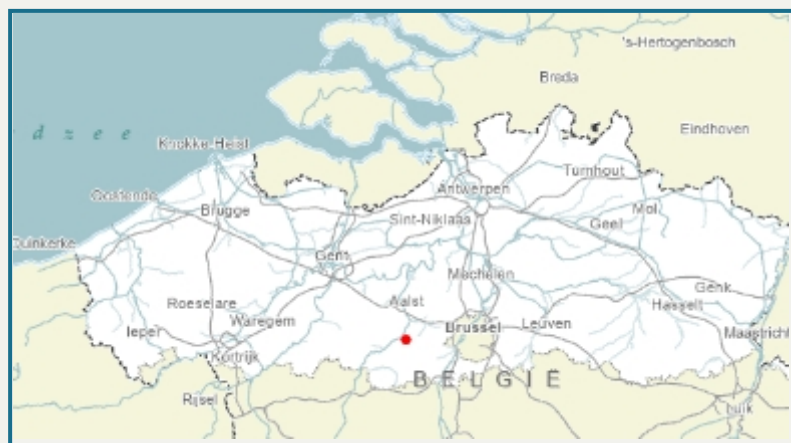 's-Hertogenbosch
Breda
Eindhoven
d z e e
Knokke-Heist
Turnhout
Antwerpen
Oostende
Mol
Brugge
Sint-Niklaas
Geel
Duinkerke
Gent
Mechelen
Genk
Roeselare
Aalst
Hasselt
Waregem
Brussel
Leuven
Ieper
Maastricht
Kortrijk
BELGIË
Rijsel
Luik